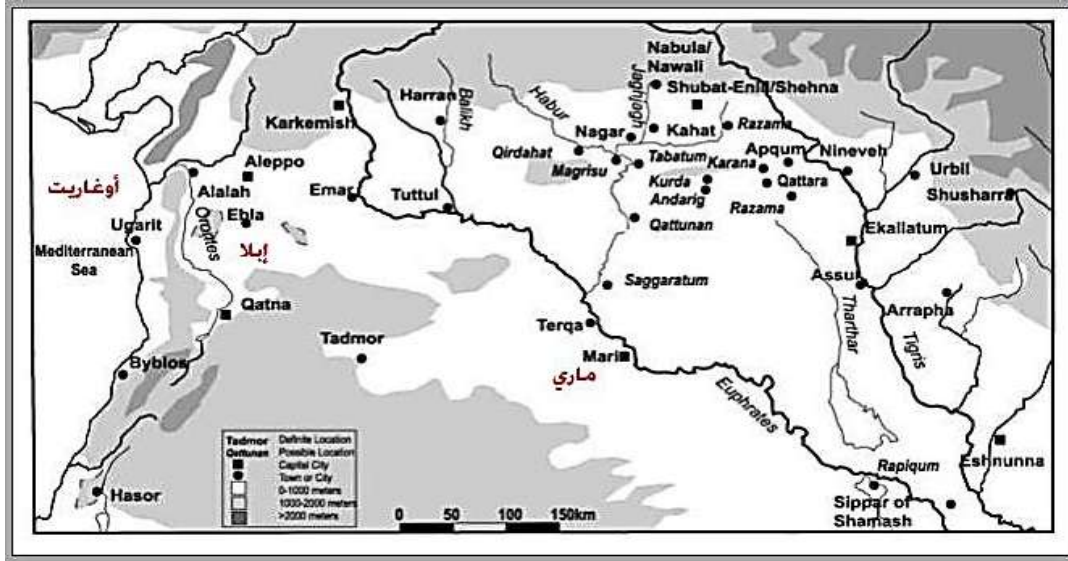 Nabula/
Nawali
Shubat-Enlil/Shehna
Jaghjagh
Harran
Balikh
Habur
Karkemish
Nagar
Kahat
Razama
Qirdahat
Magrisu
Tabatum
Karana
Apqum
Nineveh
Urbil
Aleppo
Alalah
Emar
Tuttul
Kurda
Andarig
Qattara
Razama
Shusharra
أوغاريت
Ugarit
Ebla
إبلا
Orontes
Qattunan
Ekallatum
Mediterranean
Sea
Saggaratum
Assur
Arrapha
Qatna
Tadmor
Terqa
Mari
ماري
Tharthar
Tigris
Byblos
Euphrates
Hasor
Eshnunna
Rapiqum
Sippar of
Shamash
Tadmor Definite Location
Qattunan Possible Location
Capital City
Town or City
0-1000 meters
1000-2000 meters
>2000 meters
0 50 100 150km